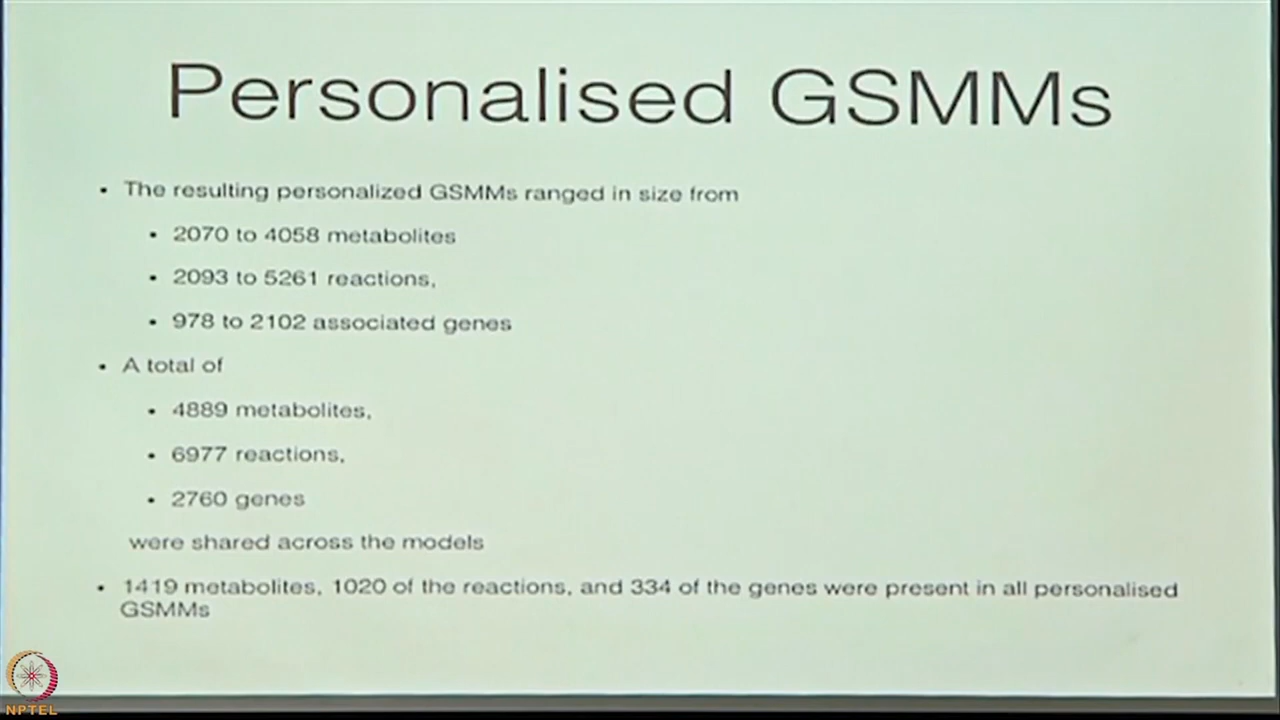 Personalised GSMMs
• The resulting personalized GSMMs ranged in size from
• 2070 to 4058 metabolites
• 2093 to 5261 reactions,
• 978 to 2102 associated genes
• A total of
• 4889 metabolites,
• 6977 reactions,
• 2760 genes
were shared across the models
• 1419 metabolites, 1020 of the reactions, and 334 of the genes were present in all personalised
GSMMs
NPTEL